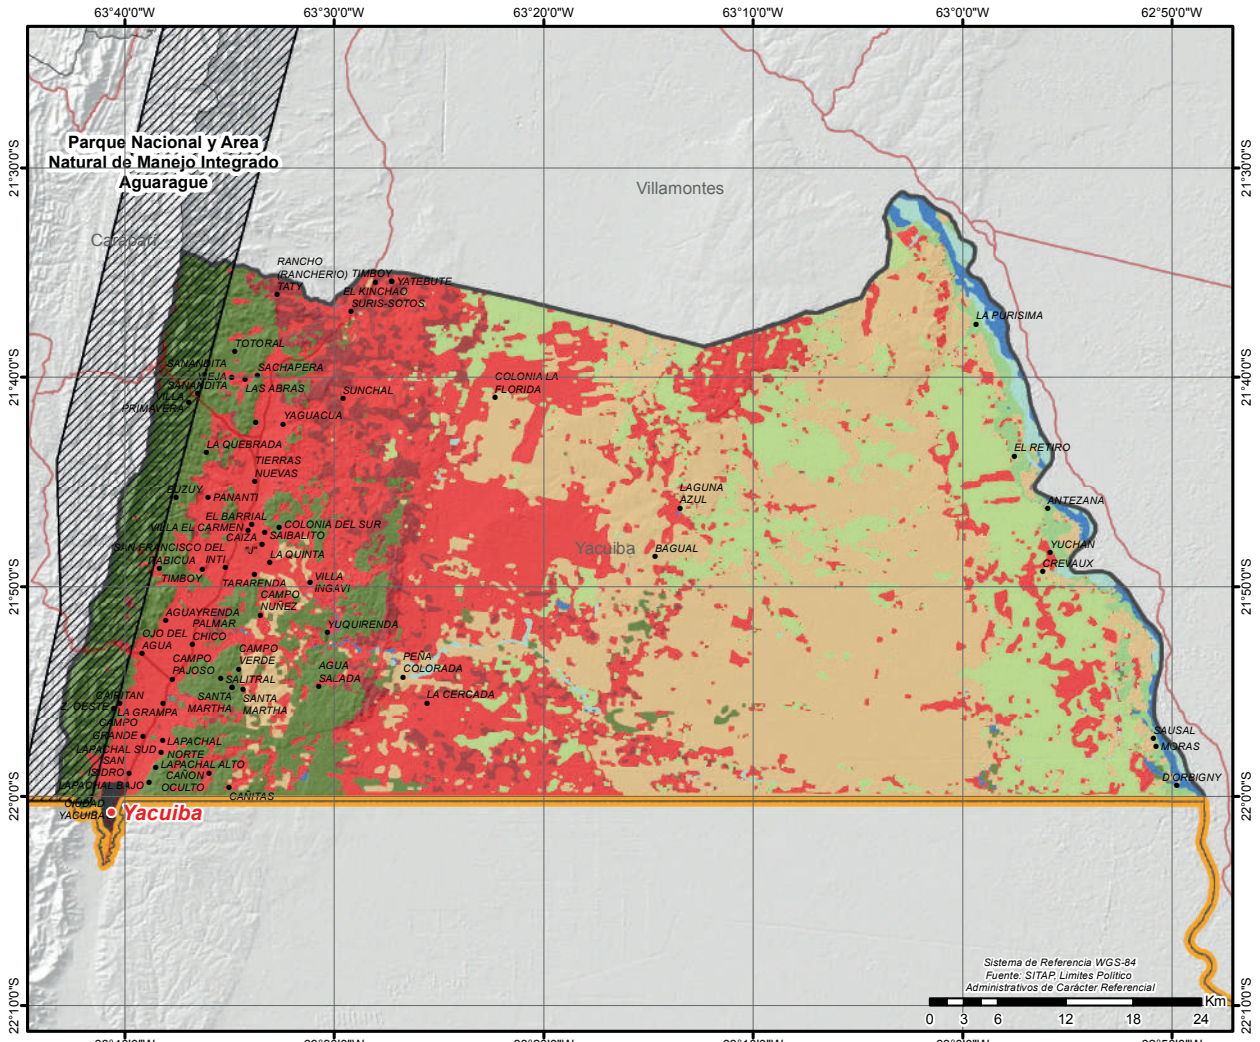 63°40'0"W
63°30'0"W
63°20'0"W
63°10'0"W
63°0'0"W
62°50'0"W
21°30'0"S
21°40'0"S
21°50'0"S
22°0'0"S
22°10'0"S
21°30'0"S
21°40'0"S
21°50'0"S
22°0'0"S
22°10'0"S
Parque Nacional y Area
Natural de Manejo Integrado
Aguarague
Villamontes
Caraparí
RANCHO
(RANCHERIO)
TATY
TIMBOY
YATEBUTE
EL KINCHAO
SURIS-SOTOS
TOTORAL
SANANDITA
VIEJA
SACHAPERA
SANANDITA
LAS ABRAS
VILLA
PRIMAVERA
SUNCHAL
YAGUACUA
COLONIA LA
FLORIDA
LA PURISIMA
LA QUEBRADA
TIERRAS
NUEVAS
EL RETIRO
BUZUY
PANANTI
LAGUNA
AZUL
ANTEZANA
EL BARRIAL
VILLA EL CARMEN
COLONIA DEL SUR
CAIZA
SAIBALITO
SAN FRANCISCO DEL
INTI
LA QUINTA
Yacuiba
BAGUAL
YUCHAN
CREVAUX
TIMBOY
TARARENDA
VILLA
INGAVI
CAMPO
NUÑEZ
AGUAYRENDA
PALMAR
CHICO
YUQUIRENDA
OJO DEL
AGUA
CAMPO
VERDE
CAMPO
PAJOSO
AGUA
SALADA
PEÑA
COLORADA
SALITRAL
SANTA
MARTHA
SANTA
MARTHA
LA CERCADA
CAIPITAN
Z. OESTE
LA GRAMPA
CAMPO
GRANDE
LAPACHAL
NORTE
LAPACHAL SUD
SAN
ISIDRO
LAPACHAL ALTO
CAÑON
OCULTO
LAPACHAL BAJO
CAÑITAS
SAUSAL
MORAS
D'ORBIGNY
CIUDAD
YACUIBA
Yacuiba
Sistema de Referencia WGS-84
Fuente: SITAP, Limites Político
Administrativos de Carácter Referencial
Km
0 3 6 12 18 24